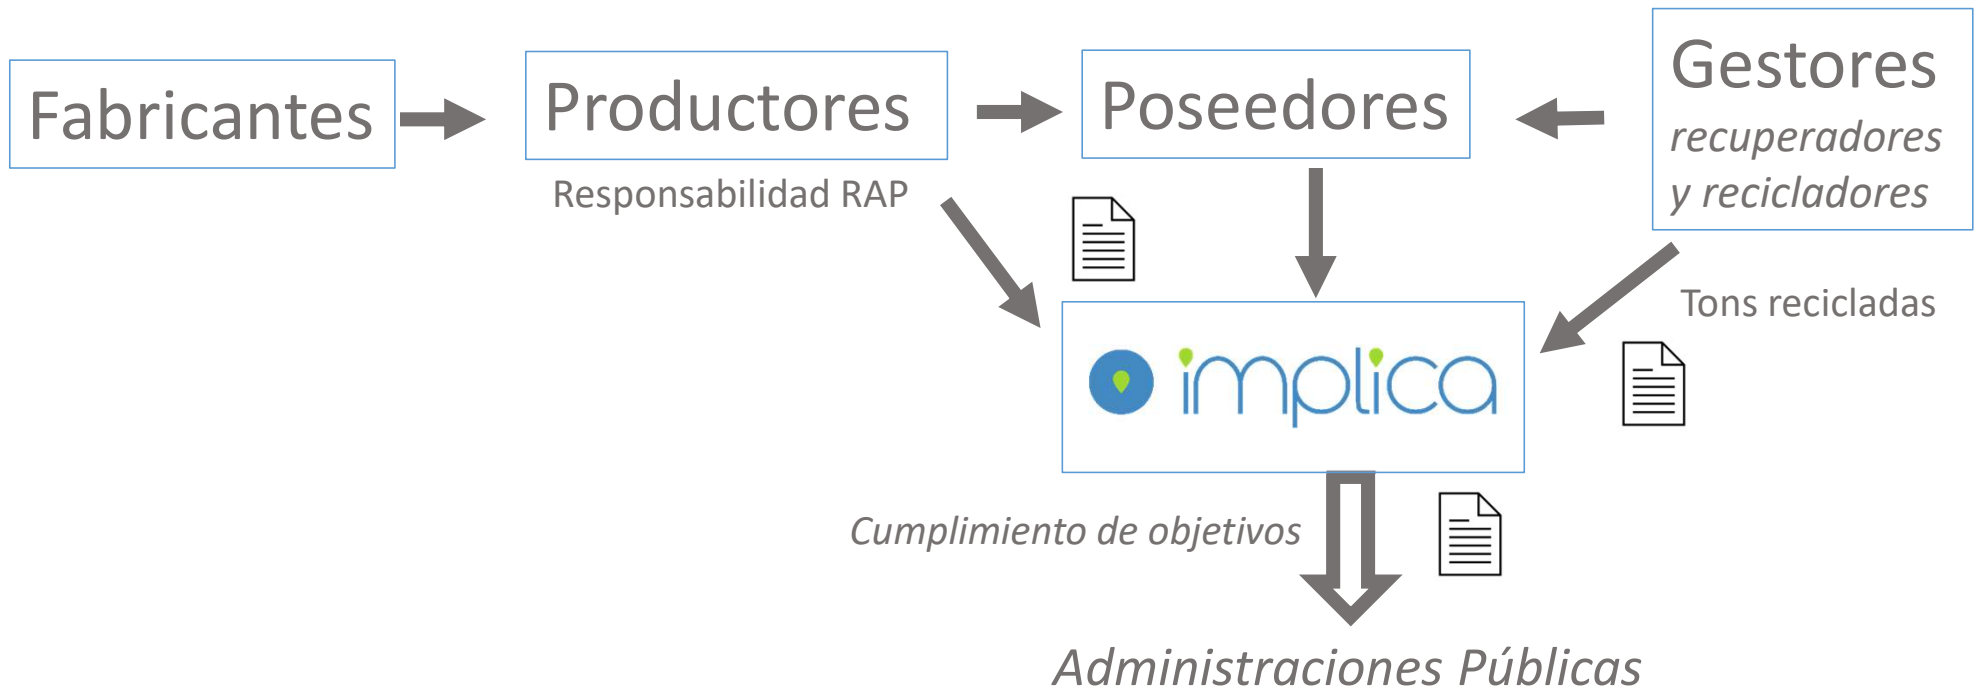 Fabricantes
Productores
Responsabilidad RAP
Poseedores
Gestores
recuperadores
y recicladores
Tons recicladas
implica
Cumplimiento de objetivos
Administraciones Públicas